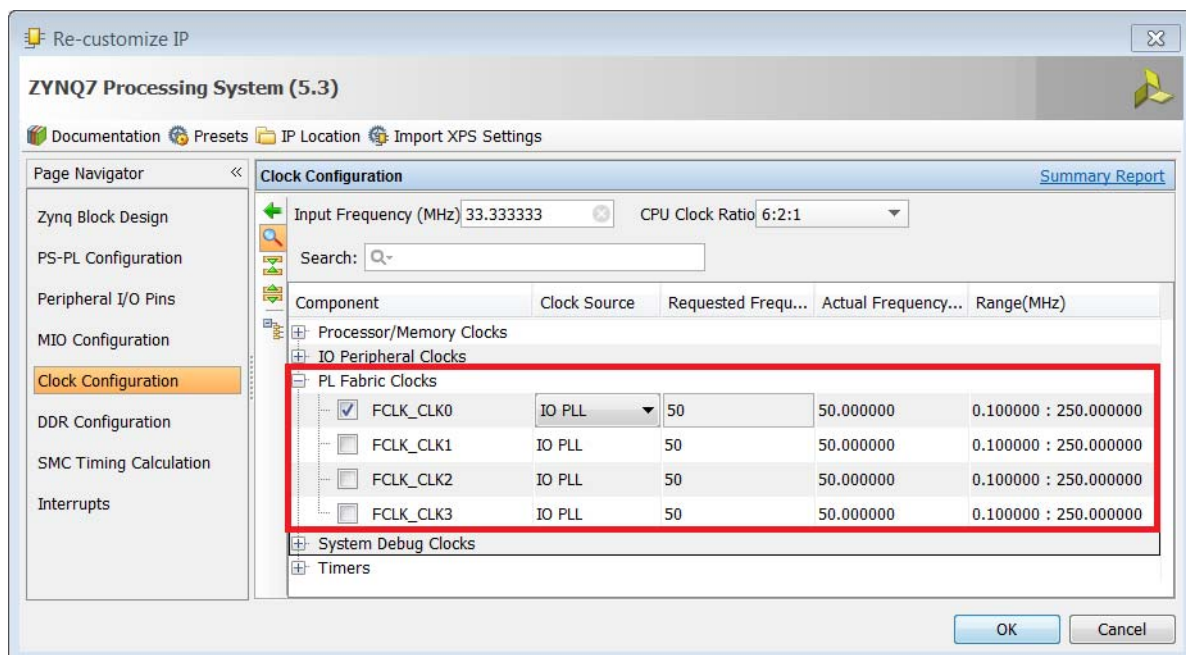 Re-customize IP
ZYNQ7 Processing System (5.3)
Documentation Presets IP Location Import XPS Settings
Page Navigator «
Zynq Block Design
PS-PL Configuration
Peripheral I/O Pins
MIO Configuration
Clock Configuration
DDR Configuration
SMC Timing Calculation
Interrupts
Clock Configuration Summary Report
Input Frequency (MHz) 33.333333 CPU Clock Ratio 6:2:1
Search:
Component Clock Source Requested Frequ... Actual Frequency... Range(MHz)
Processor/Memory Clocks
IO Peripheral Clocks
PL Fabric Clocks
FCLK_CLK0 IO PLL 50 50.000000 0.100000 : 250.000000
FCLK_CLK1 IO PLL 50 50.000000 0.100000 : 250.000000
FCLK_CLK2 IO PLL 50 50.000000 0.100000 : 250.000000
FCLK_CLK3 IO PLL 50 50.000000 0.100000 : 250.000000
System Debug Clocks
Timers
OK Cancel